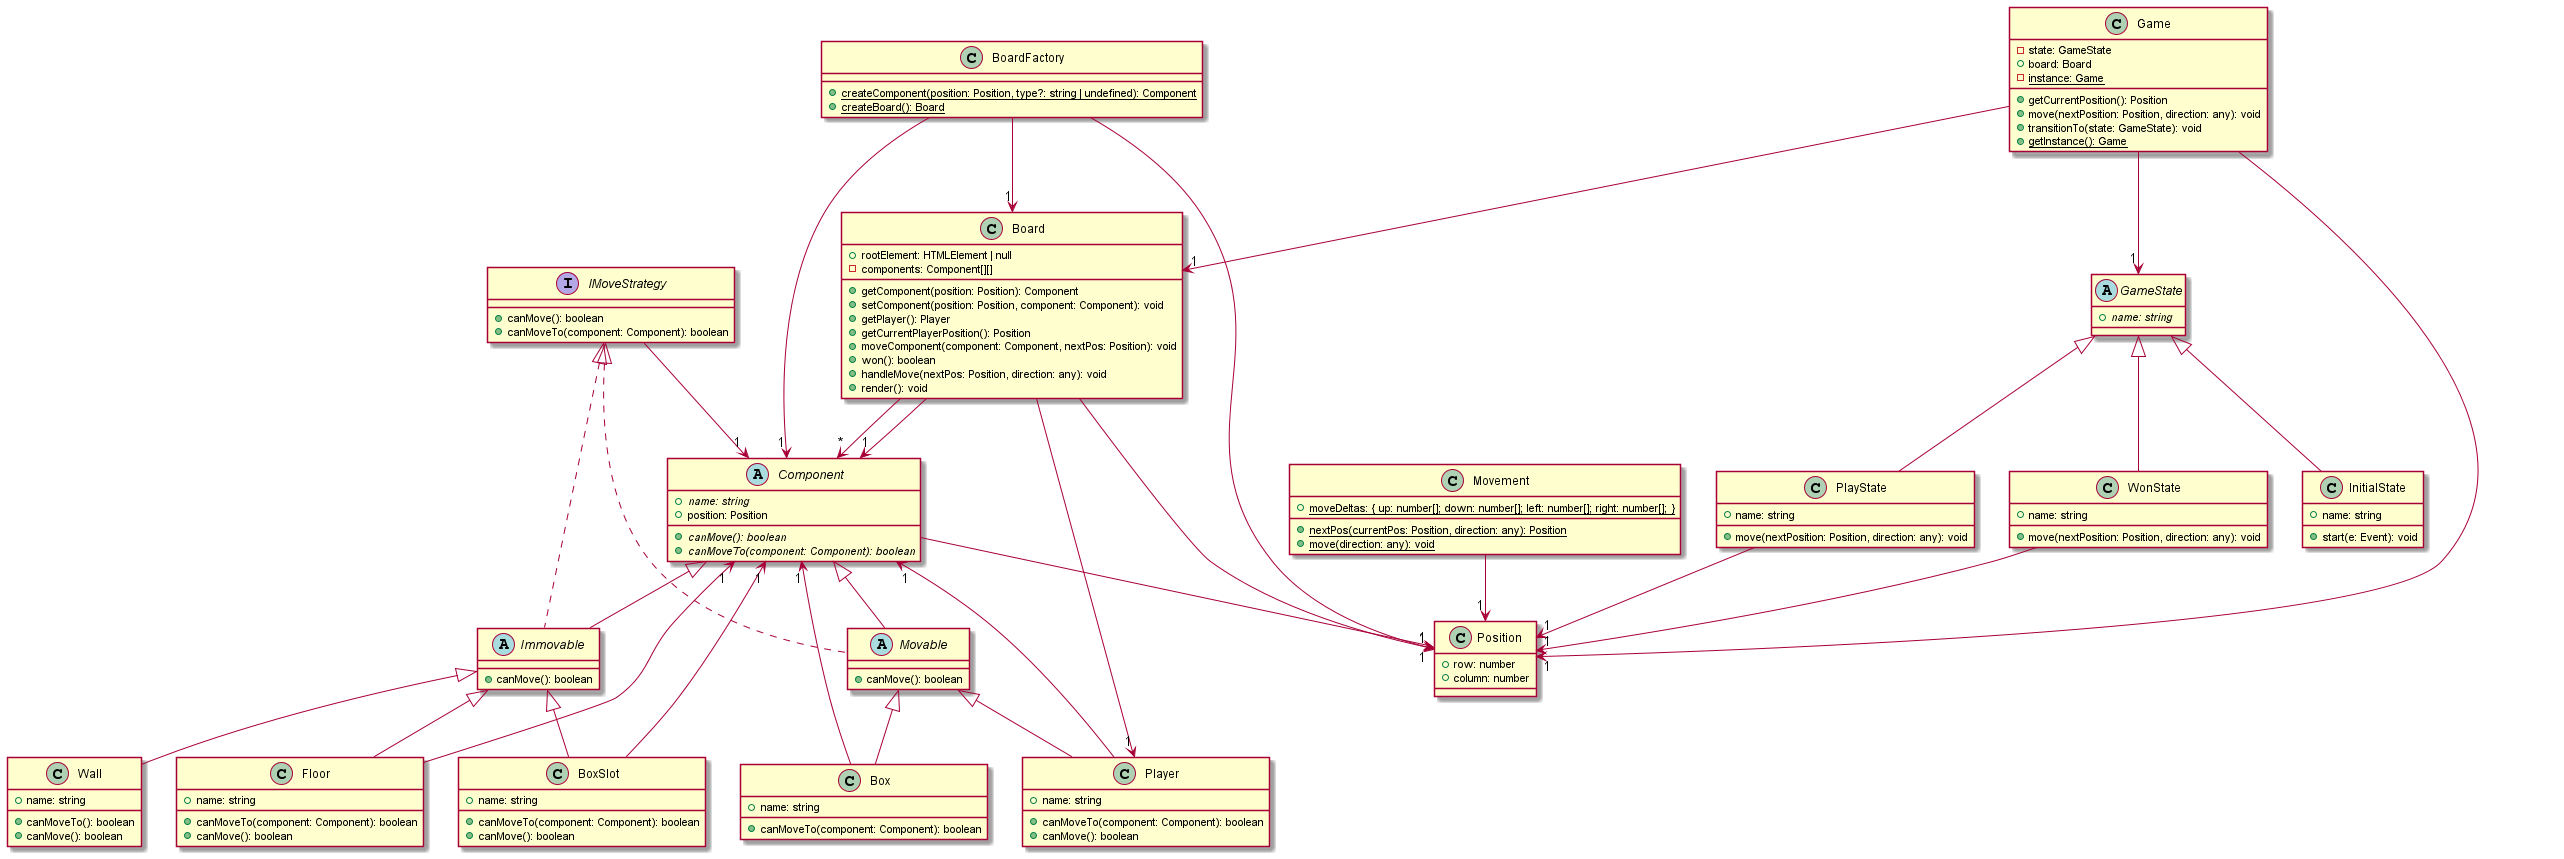 C Game
state: GameState
board: Board
instance: Game
getCurrentPosition(): Position
move(nextPosition: Position, direction: any): void
transitionTo(state: GameState): void
getInstance(): Game
C BoardFactory
createComponent(position: Position, type?: string | undefined): Component
createBoard(): Board
1
C Board
rootElement: HTMLElement | null
components: Component[][]
getComponent(position: Position): Component
setComponent(position: Position, component: Component): void
getPlayer(): Player
getCurrentPlayerPosition(): Position
moveComponent(component: Component, nextPos: Position): void
won(): boolean
handleMove(nextPos: Position, direction: any): void
render(): void
1
1
I IMoveStrategy
canMove(): boolean
canMoveTo(component: Component): boolean
A GameState
name: string
1
1
*
1
A Component
name: string
position: Position
canMove(): boolean
canMoveTo(component: Component): boolean
C Movement
moveDeltas: { up: number[]; down: number[]; left: number[]; right: number[]; }
nextPos(currentPos: Position, direction: any): Position
move(direction: any): void
C PlayState
name: string
move(nextPosition: Position, direction: any): void
C WonState
name: string
move(nextPosition: Position, direction: any): void
C InitialState
name: string
start(e: Event): void
1
1
1
1
A Immovable
canMove(): boolean
A Movable
canMove(): boolean
1
1
1
1
1
1
C Position
row: number
column: number
1
C Wall
name: string
canMoveTo(): boolean
canMove(): boolean
C Floor
name: string
canMoveTo(component: Component): boolean
canMove(): boolean
C BoxSlot
name: string
canMoveTo(component: Component): boolean
canMove(): boolean
C Box
name: string
canMoveTo(component: Component): boolean
C Player
name: string
canMoveTo(component: Component): boolean
canMove(): boolean